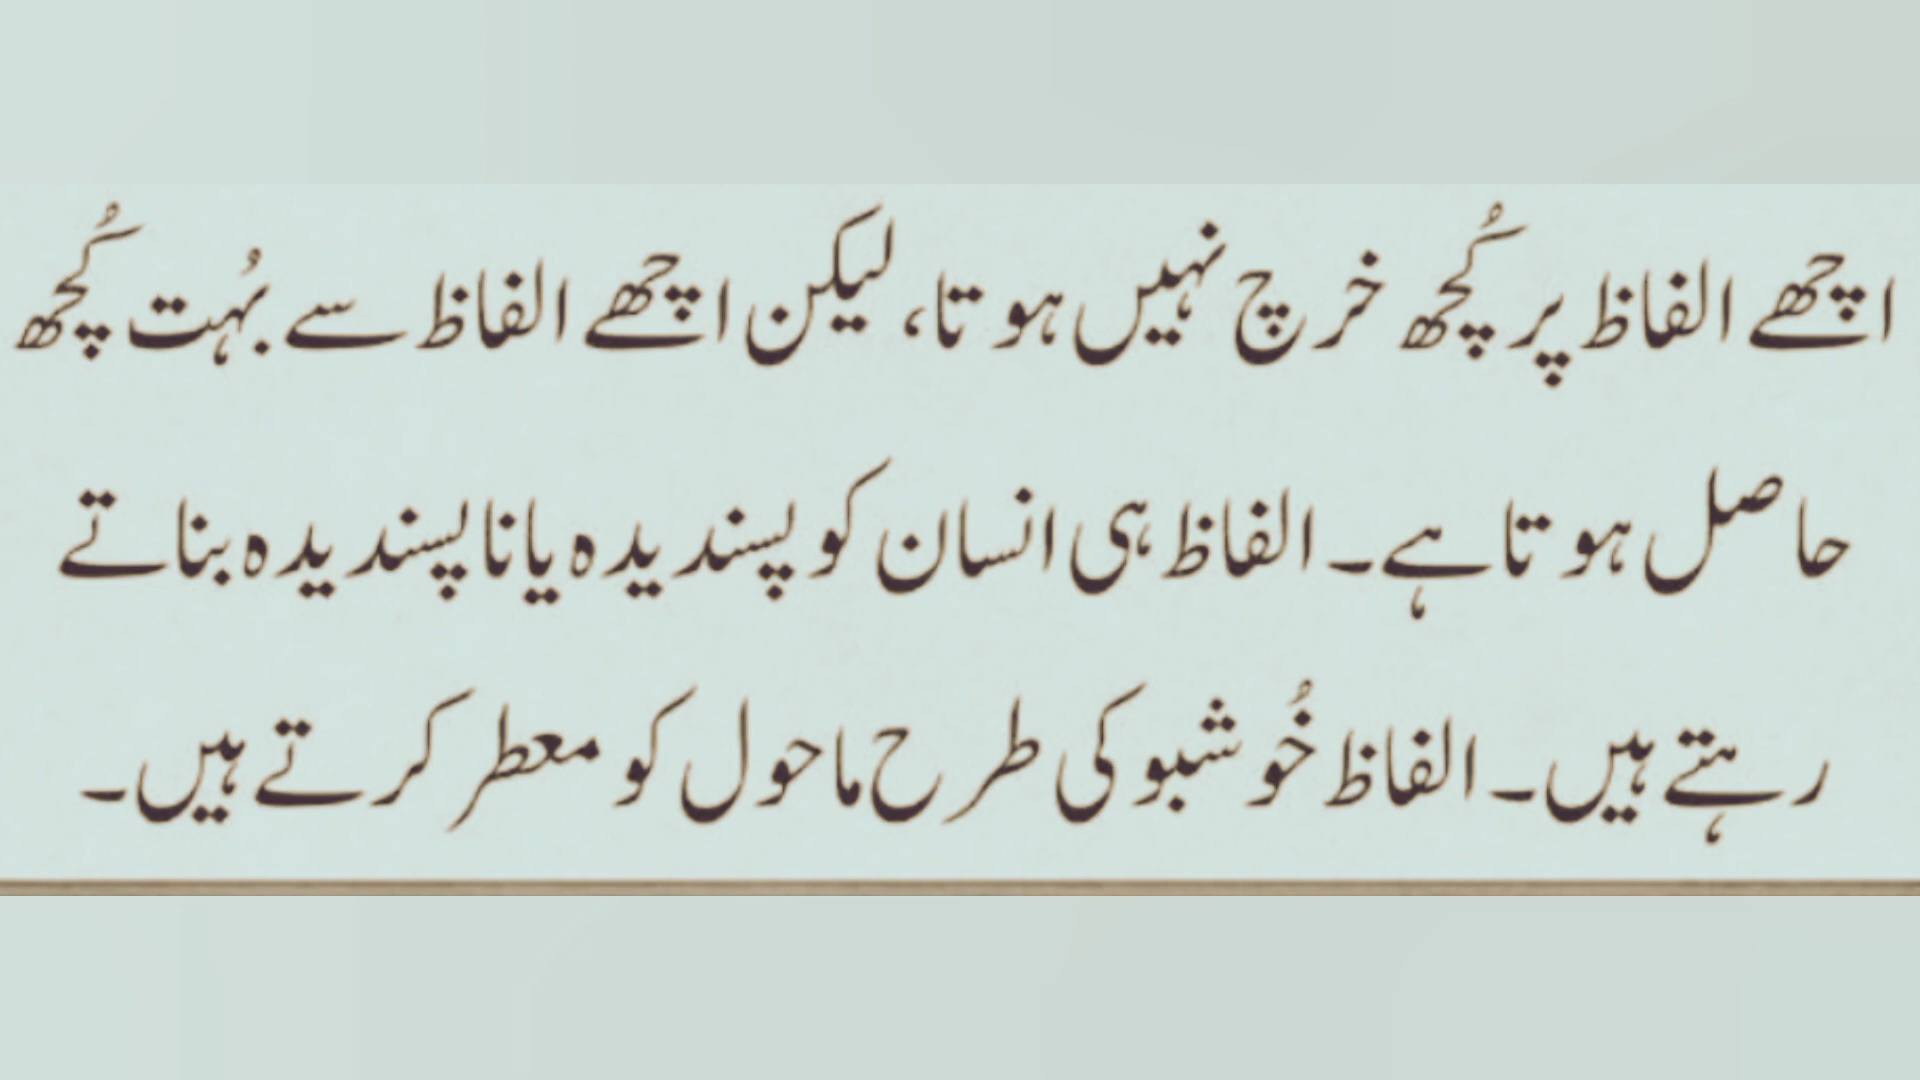 اچھے الفاظ پر کُچھ خرچ نہیں ہوتا، لیکن اچھے الفاظ سے بہُت کُچھ
حاصل ہوتا ہے۔ الفاظ ہی انسان کو پسندیدہ یا ناپسندیدہ بناتے
رہتے ہیں۔ الفاظ خُوشبو کی طرح ماحول کو معطر کرتے ہیں۔